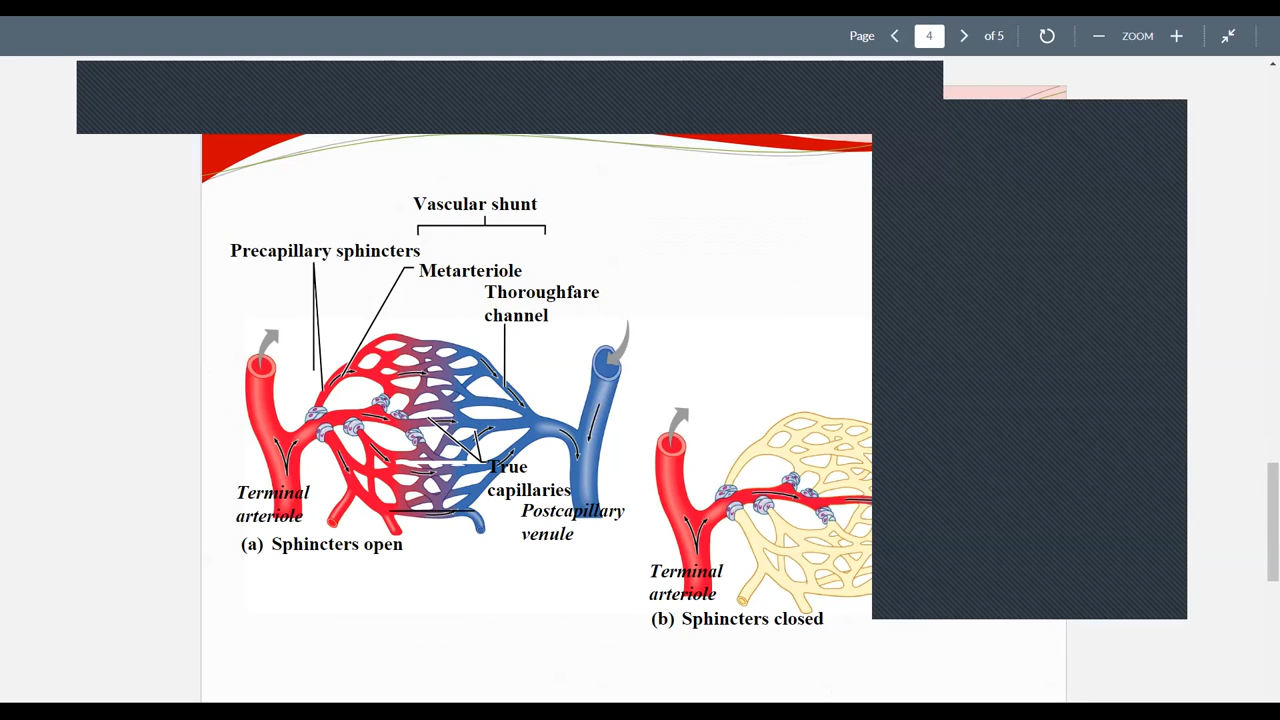 Page 4 of 5 ZOOM
Vascular shunt
Precapillary sphincters
Metarteriole
Thoroughfare
channel
True
capillaries
Terminal
arteriole
Postcapillary
venule
(a) Sphincters open
Terminal
arteriole
(b) Sphincters closed